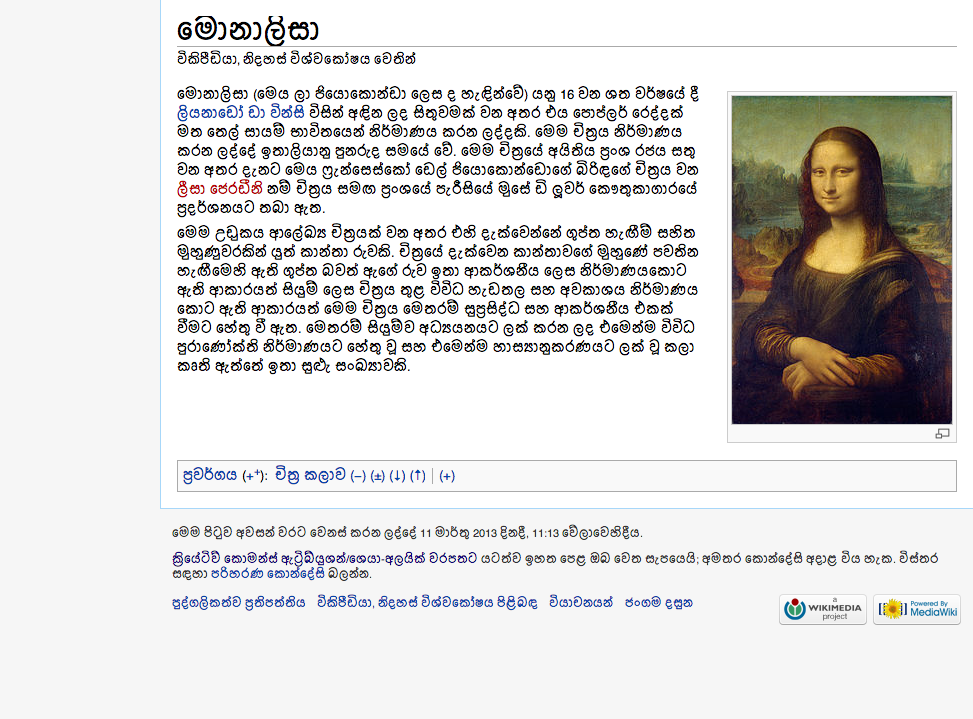 මොනාලිසා
විකිපීඩියා, නිදහස් විශ්වකෝෂය වෙතින්
මොනාලිසා (මෙය ලා ජියොකොන්ඩා ලෙස ද හැඳින්වේ) යනු 16 වන ශත වර්ෂයේ දී
ලියනාඩෝ ඩා වින්සි විසින් අඳින ලද සිතුවමක් වන අතර එය පොප්ලර් රෙද්දක්
මත තෙල් සායම් භාවිතයෙන් නිර්මාණය කරන ලද්දකි. මෙම චිත්‍රය නිර්මාණය
කරන ලද්දේ ඉතාලියානු පුනරුද සමයේ වේ. මෙම චිත්‍රයේ අයිතිය ප්‍රංශ රජය සතු
වන අතර දැනට මෙය ෆ්‍රැන්සෙස්කෝ ඩෙල් ජියොකොන්ඩොගේ බිරිඳගේ චිත්‍රය වන
ලීසා ජෙරඩීනි නම් චිත්‍රය සමඟ ප්‍රංශයේ පැරීසියේ මුසේ ඩි ලූවර් කෞතුකාගාරයේ
ප්‍රදර්ශනයට තබා ඇත.
මෙම උඩුකය ආලේඛ්‍ය චිත්‍රයක් වන අතර එහි දැක්වෙන්නේ ගුප්ත හැඟීම් සහිත
මුහුණුවරකින් යුත් කාන්තා රුවකි. චිත්‍රයේ දැක්වෙන කාන්තාවගේ මුහුණේ පවතින
හැඟීමෙහි ඇති ගුප්ත බවත් ඇගේ රුව ඉතා ආකර්ශනීය ලෙස නිර්මාණයකොට
ඇති ආකාරයත් සියුම් ලෙස චිත්‍රය තුළ විවිධ හැඩතල සහ අවකාශය නිර්මාණය
කොට ඇති ආකාරයත් මෙම චිත්‍රය මෙතරම් සුප්‍රසිද්ධ සහ ආකර්ශනීය එකක්
වීමට හේතු වී ඇත. මෙතරම් සියුම්ව අධ්‍යයනයට ලක් කරන ලද එමෙන්ම විවිධ
පුරාණෝක්ති නිර්මාණයට හේතු වූ සහ එමෙන්ම හාස්‍යානුකරණයට ලක් වූ කලා
කෘති ඇත්තේ ඉතා සුළු සංඛ්‍යාවකි.
ප්‍රවර්ගය (+⁺): චිත්‍ර කලාව (−) (±) (↓) (↑) | (+)
මෙම පිටුව අවසන් වරට වෙනස් කරන ලද්දේ 11 මාර්තු 2013 දිනදී, 11:13 වේලාවෙහිදීය.
ක්‍රියේටිව් කොමන්ස් ඇට්‍රිබ්යුශන්/ශෙයා-අලයික් වරපතට යටත්ව ඉහත පෙළ ඔබ වෙත සැපයෙයි; අමතර කොන්දේසි අදාළ විය හැක. විස්තර
සඳහා පරිහරණ කොන්දේසි බලන්න.
පුද්ගලිකත්ව ප්‍රතිපත්තිය විකිපීඩියා, නිදහස් විශ්වකෝෂය පිළිබඳ වියාචනයන් ජංගම දසුන
a
WIKIMEDIA
project
Powered By
MediaWiki